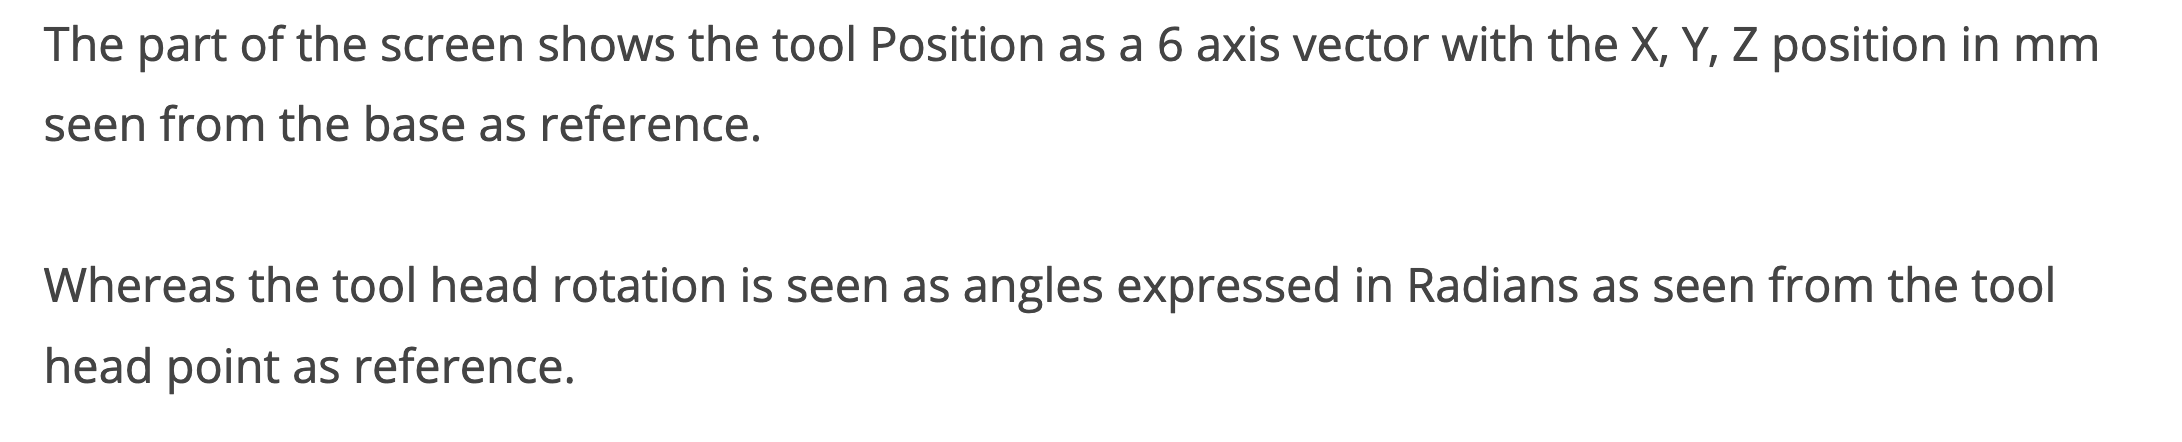 The part of the screen shows the tool Position as a 6 axis vector with the X, Y, Z position in mm
seen from the base as reference.
Whereas the tool head rotation is seen as angles expressed in Radians as seen from the tool
head point as reference.